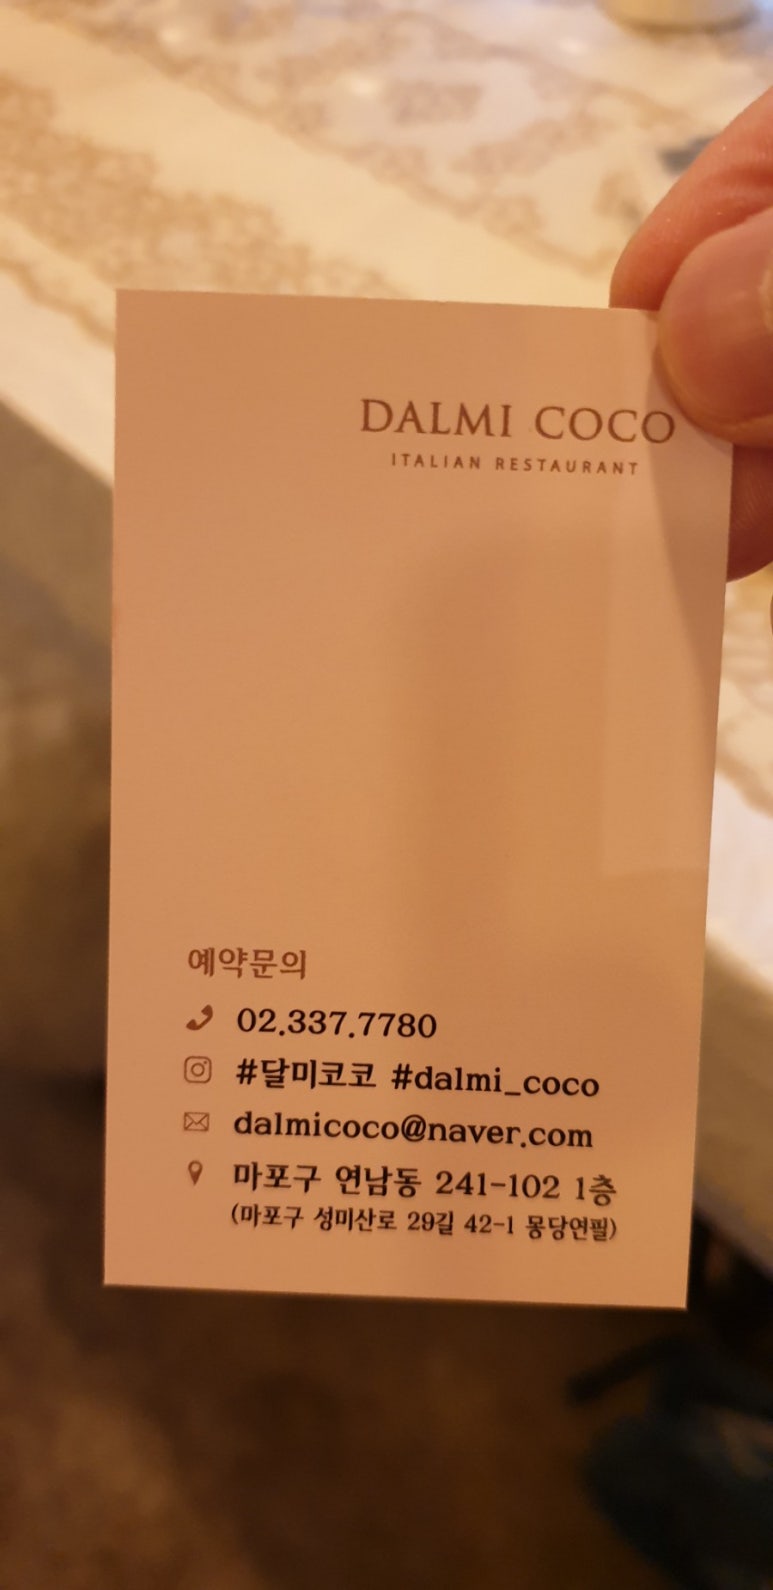 DALMI COCO
ITALIAN RESTAURANT
예약문의
02.337.7780
#달미코코 #dalmi_coco
dalmicoco@naver.com
마포구 연남동 241-102 1층
(마포구 성미산로 29길 42-1 몽당연필)